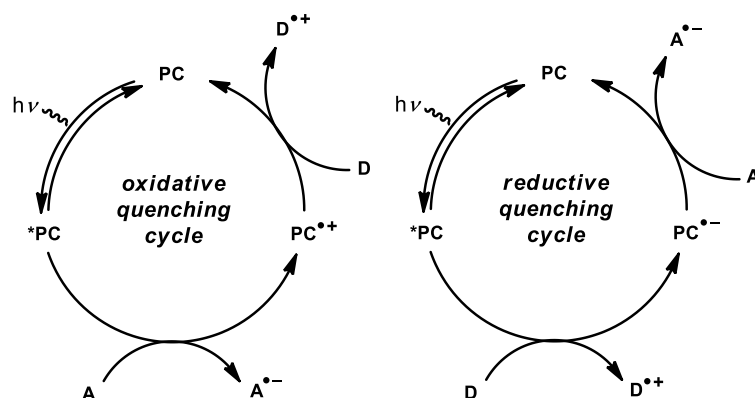 D•+
PC
hν
D
oxidative
quenching
cycle
*PC
PC•+
A
A•−
A•−
PC
hν
A
reductive
quenching
cycle
*PC
PC•−
D
D•+